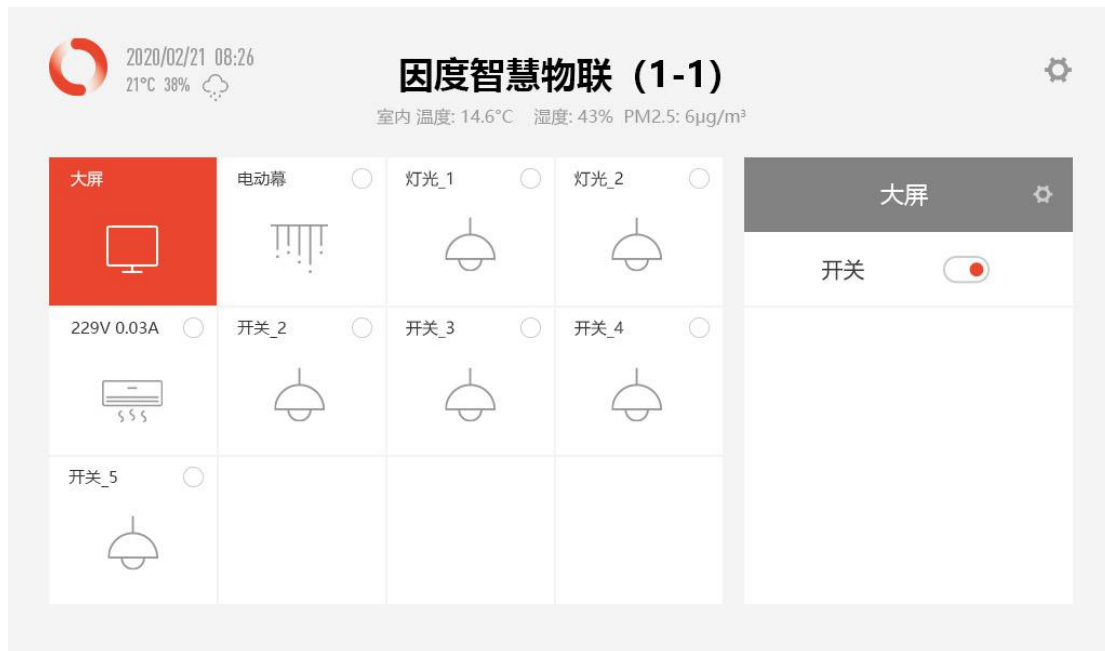 2020/02/21 08:26
21°C 38%
因度智慧物联（1-1）
室内 温度: 14.6°C 湿度: 43% PM2.5: 6μg/m³
大屏
电动幕
灯光_1
灯光_2
229V 0.03A
开关_2
开关_3
开关_4
开关_5
大屏
开关